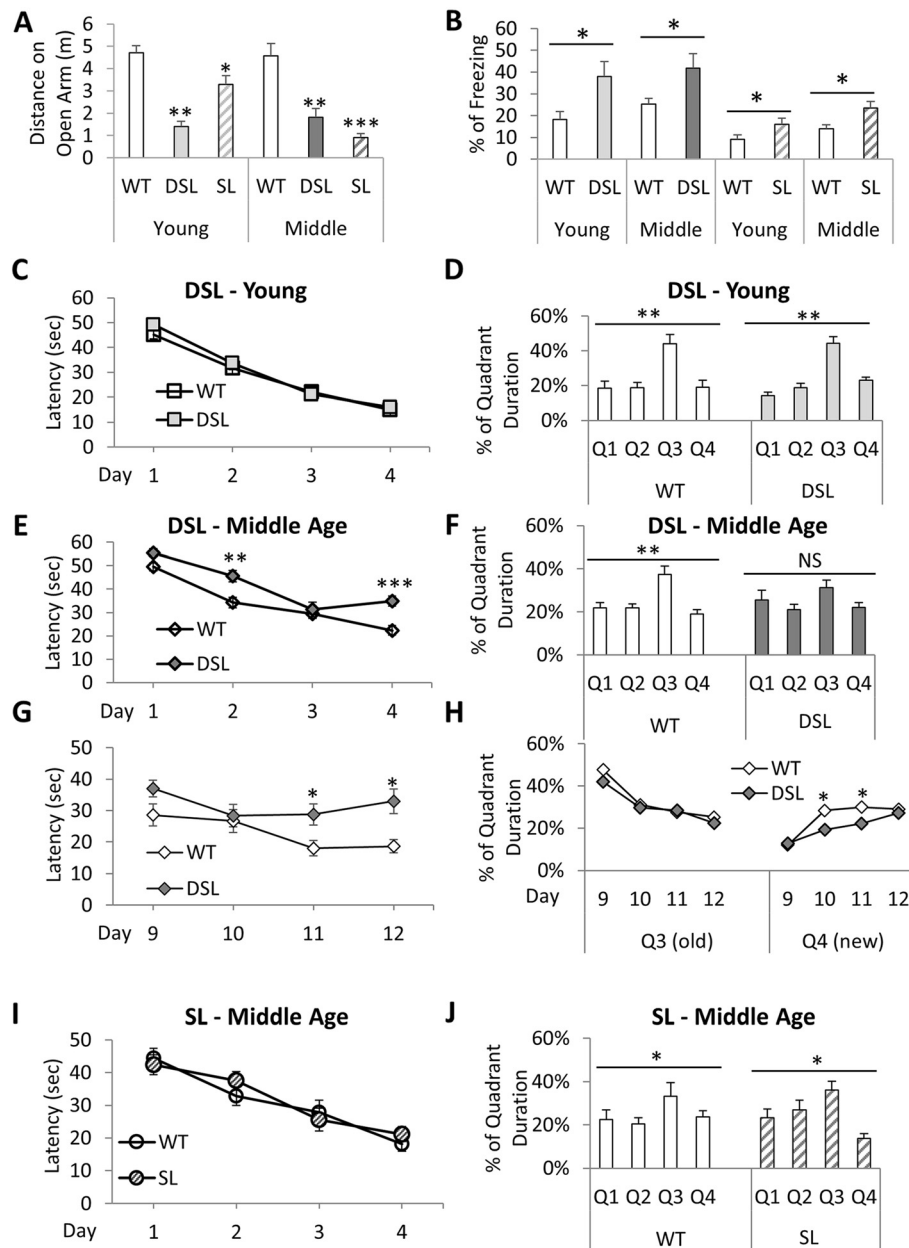 A
Distance on
Open Arm (m)
6
5
4
3
2
1
0
** * ** ***
WT DSL SL WT DSL SL
Young Middle
B
% of Freezing
60
50
40
30
20
10
0
* * * *
WT DSL WT DSL WT SL WT SL
Young Middle Young Middle
C
DSL - Young
Latency (sec)
60
50
40
30
20
10
0
WT
DSL
Day 1 2 3 4
D
DSL - Young
% of Quadrant
Duration
60%
40%
20%
0%
** **
Q1 Q2 Q3 Q4 Q1 Q2 Q3 Q4
WT DSL
E
DSL - Middle Age
Latency (sec)
60
50
40
30
20
10
0
** ***
WT
DSL
Day 1 2 3 4
F
DSL - Middle Age
% of Quadrant
Duration
60%
40%
20%
0%
** NS
Q1 Q2 Q3 Q4 Q1 Q2 Q3 Q4
WT DSL
G
Latency (sec)
50
40
30
20
10
0
* *
WT
DSL
Day 9 10 11 12
H
% of Quadrant
Duration
60%
40%
20%
0%
WT
DSL
* *
Day 9 10 11 12 9 10 11 12
Q3 (old) Q4 (new)
I
SL - Middle Age
Latency (sec)
50
40
30
20
10
0
WT
SL
Day 1 2 3 4
J
SL - Middle Age
% of Quadrant
Duration
60%
40%
20%
0%
* *
Q1 Q2 Q3 Q4 Q1 Q2 Q3 Q4
WT SL